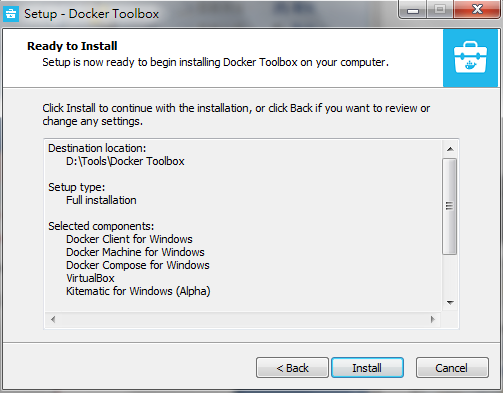 Setup - Docker Toolbox
Ready to Install
Setup is now ready to begin installing Docker Toolbox on your computer.
Click Install to continue with the installation, or click Back if you want to review or
change any settings.
Destination location:
D:\Tools\Docker Toolbox
Setup type:
Full installation
Selected components:
Docker Client for Windows
Docker Machine for Windows
Docker Compose for Windows
VirtualBox
Kitematic for Windows (Alpha)
< Back
Install
Cancel